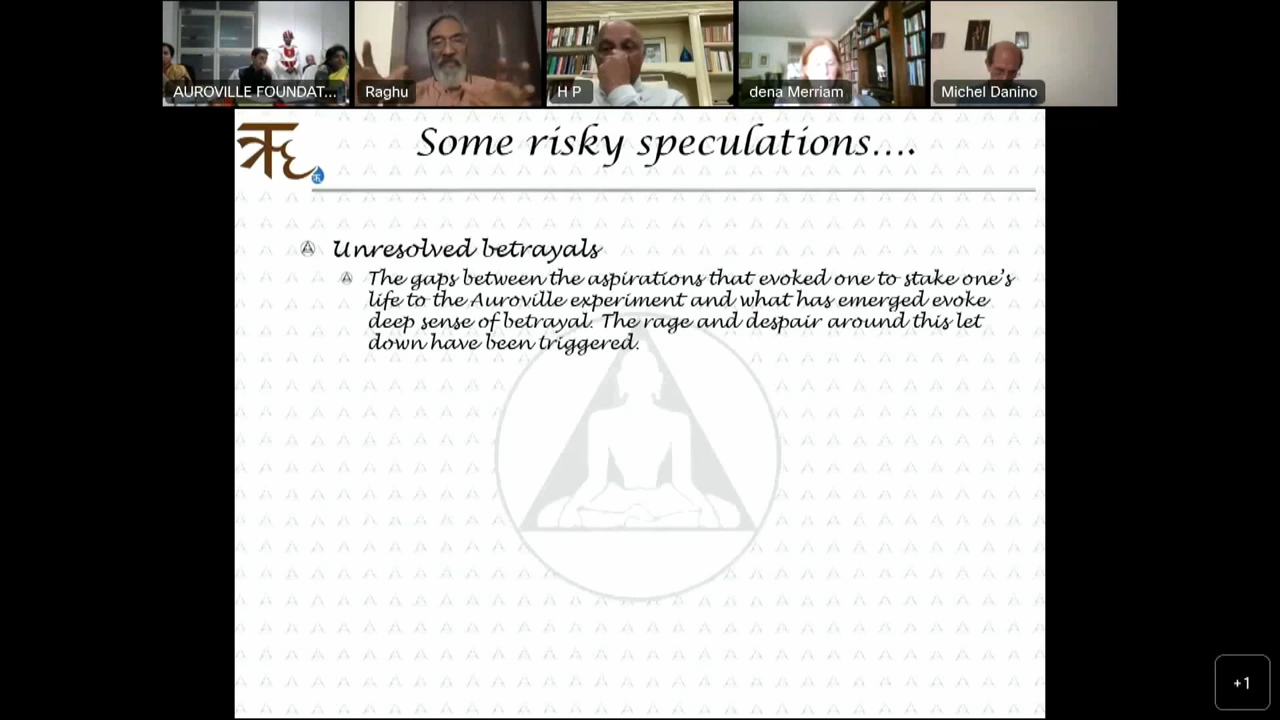 AUROVILLE FOUNDAT...
Raghu
H P
dena Merriam
Michel Danino
ऋ
Some risky speculations....
Unresolved betrayals
The gaps between the aspirations that evoked one to stake one's
life to the Auroville experiment and what has emerged evoke
deep sense of betrayal. The rage and despair around this let
down have been triggered.
+1